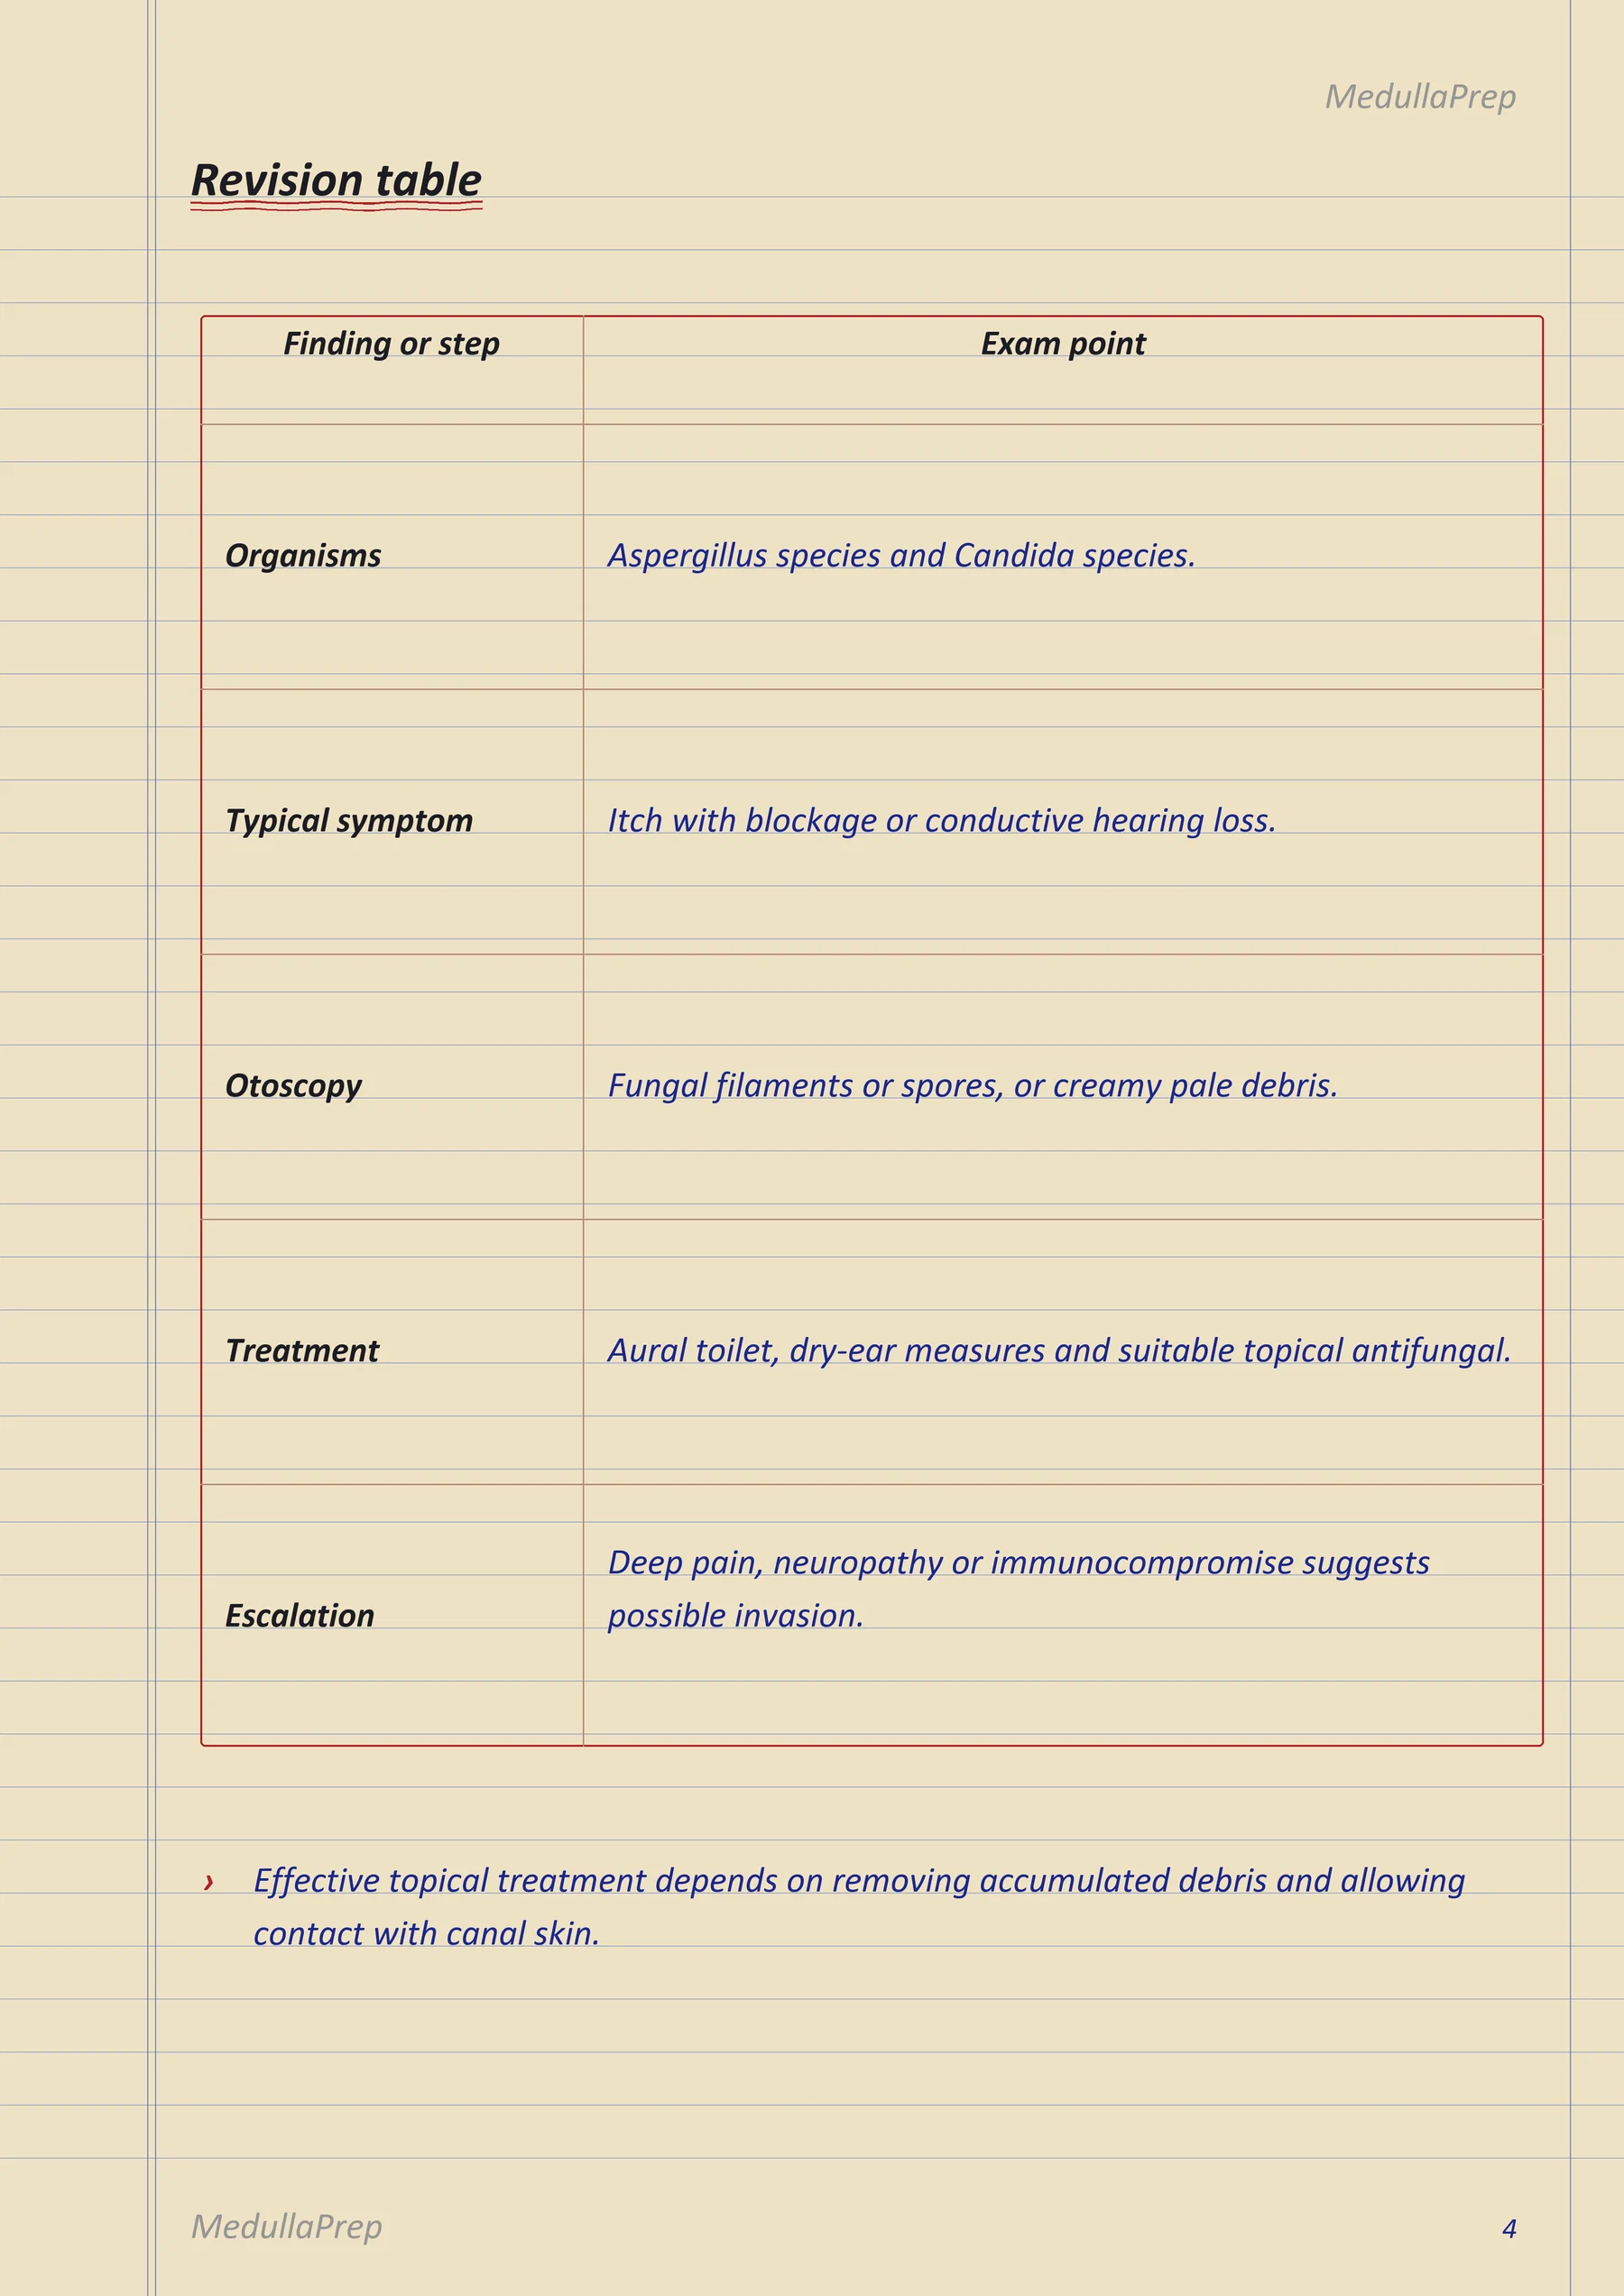 MedullaPrep
Revision table
Finding or step
Exam point
Organisms
Aspergillus species and Candida species.
Typical symptom
Itch with blockage or conductive hearing loss.
Otoscopy
Fungal filaments or spores, or creamy pale debris.
Treatment
Aural toilet, dry-ear measures and suitable topical antifungal.
Escalation
Deep pain, neuropathy or immunocompromise suggests
possible invasion.
› Effective topical treatment depends on removing accumulated debris and allowing
contact with canal skin.
MedullaPrep
4